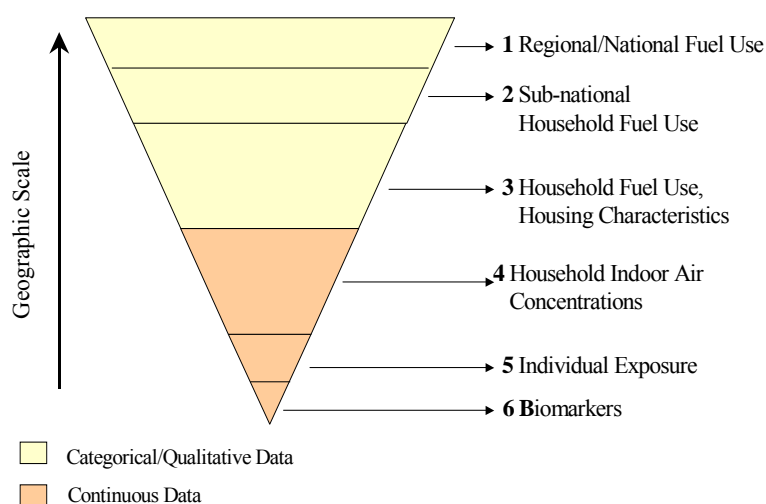 1 Regional/National Fuel Use
2 Sub-national
Household Fuel Use
3 Household Fuel Use,
Housing Characteristics
4 Household Indoor Air
Concentrations
5 Individual Exposure
6 Biomarkers
Geographic Scale
Categorical/Qualitative Data
Continuous Data